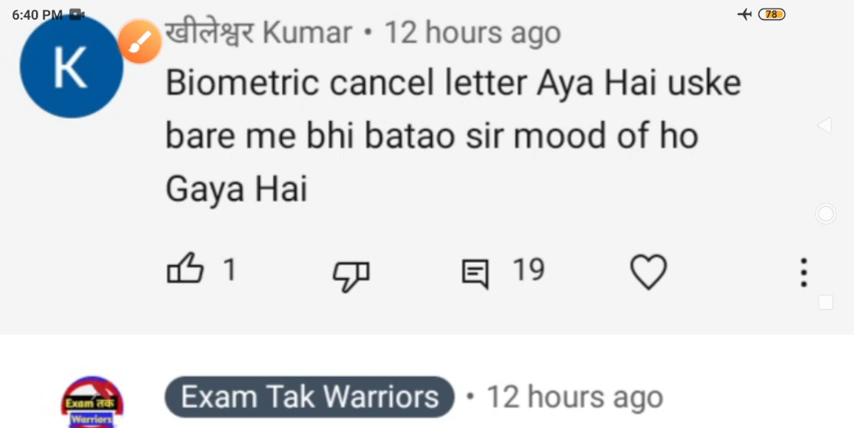 6:40 PM
78
खीलेश्वर Kumar • 12 hours ago
K
Biometric cancel letter Aya Hai uske
bare me bhi batao sir mood of ho
Gaya Hai
1
19
Exam Tak Warriors • 12 hours ago
Exam तक
Warriors